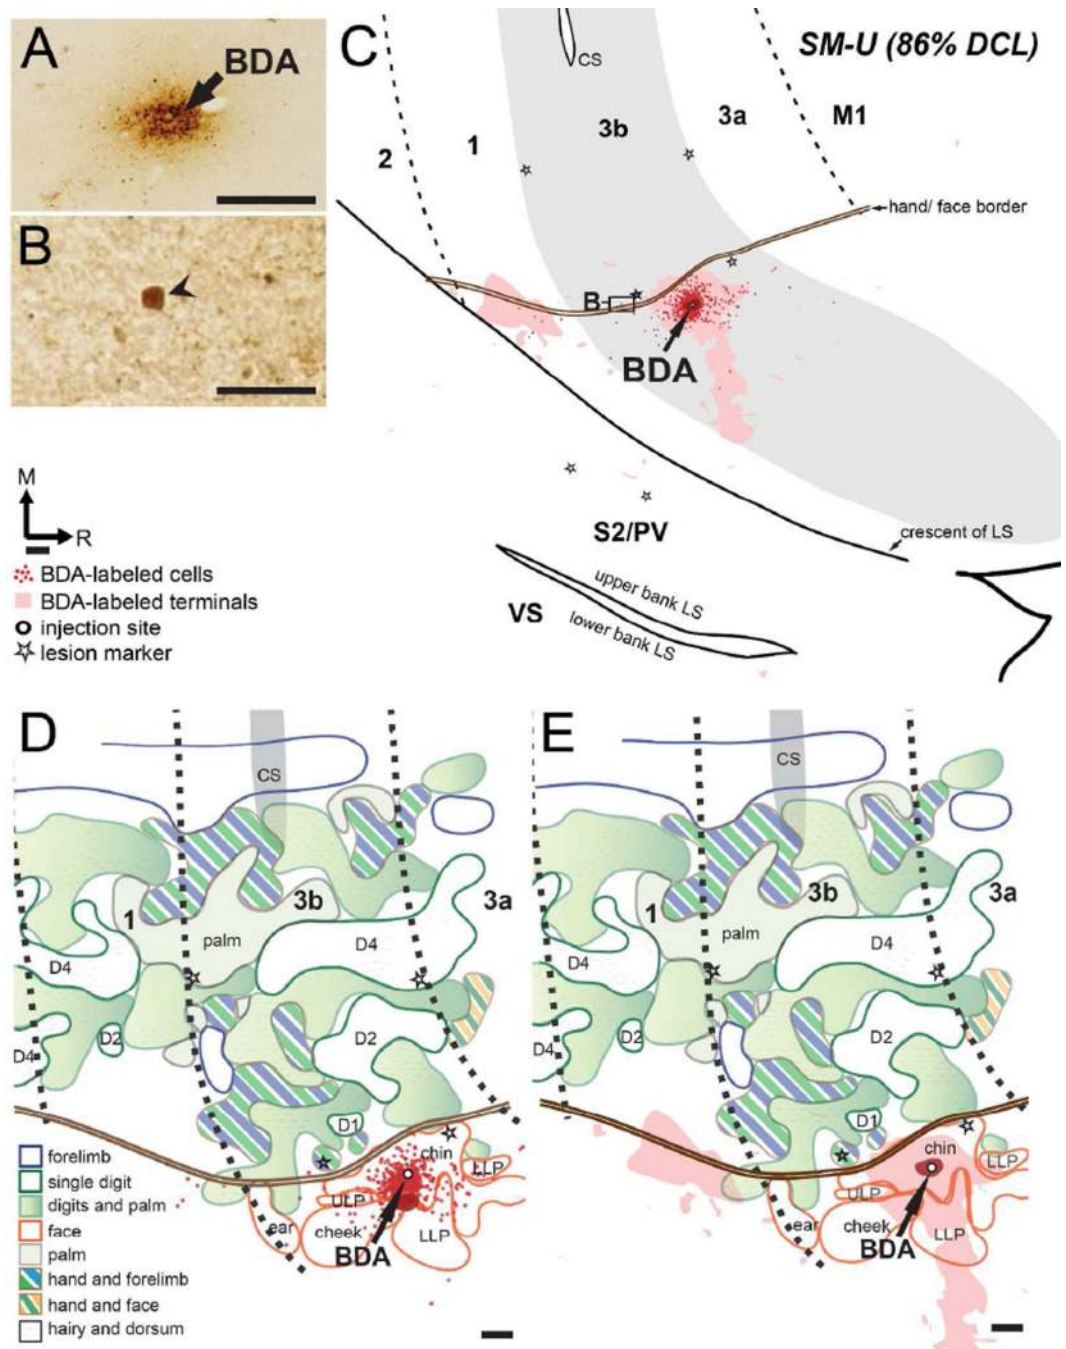 A
BDA
B
C
SM-U (86% DCL)
CS
2
1
3b
3a
M1
hand/ face border
B
BDA
crescent of LS
S2/PV
VS
upper bank LS
lower bank LS
M
R
BDA-labeled cells
BDA-labeled terminals
injection site
lesion marker
D
CS
1
3b
3a
palm
D4
D4
D2
D2
D4
D1
chin
LLP
ULP
ear
cheek
LLP
BDA
forelimb
single digit
digits and palm
face
palm
hand and forelimb
hand and face
hairy and dorsum
E
CS
1
3b
3a
palm
D4
D4
D2
D2
D4
D1
chin
LLP
ULP
ear
cheek
LLP
BDA